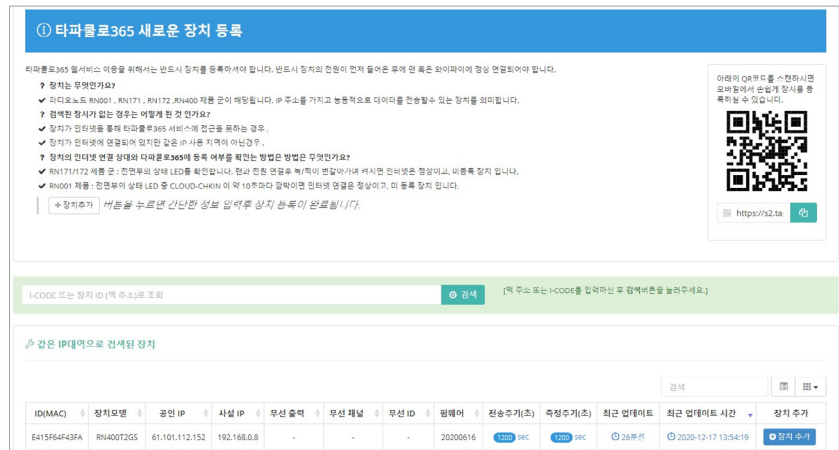 타파쿨로365 새로운 장치 등록
타파쿨로365 웹서비스 이용을 위해서는 반드시 장치를 등록하셔야 합니다. 반드시 장치의 전원이 먼저 들어온 후에 랜 혹은 와이파이에 정상 연결되어야 합니다.
? 장치는 무엇인가요?
✔ 라디오노드 RN001 , RN171 , RN172 ,RN400 제품 군이 해당됩니다. IP 주소를 가지고 능동적으로 데이터를 전송할수 있는 장치를 의미합니다.
? 검색된 장치가 없는 경우는 어떻게 된 것 인가요?
✔ 장치가 인터넷을 통해 타파쿨로365 서비스에 접근을 못하는 경우 ,
✔ 장치가 인터넷에 연결되어 있지만 같은 IP 사용 지역이 아닌경우 ,
? 장치의 인터넷 연결 상태와 타파쿨로365에 등록 여부를 확인는 방법은 방법은 무엇인가요?
✔ RN171/172 제품 군 : 전면부의 상태 LED를 확인합니다. 랜과 전원 연결후 녹/적이 번갈아가며 켜지면 인터넷은 정상이고, 미등록 장치 입니다.
✔ RN001 제품 : 전면부의 상태 LED 중 CLOUD-CHKIN 이 약 10초마다 깜박이면 인터넷 연결은 정상이고, 미 등록 장치 입니다.
+장치추가 버튼을 누르면 간단한 정보 입력후 장치 등록이 완료됩니다.
아래의 QR코드를 스캔하시면
모바일에서 손쉽게 장치를 등
록하실 수 있습니다.
https://s2.ta
I-CODE 또는 장치 ID (맥 주소)로 조회 검색 [맥 주소 또는 I-CODE를 입력하신 후 검색버튼을 눌러주세요.]
같은 IP대역으로 검색된 장치
검색
ID(MAC) 장치모델 공인 IP 사설 IP 무선 출력 무선 채널 무선 ID 펌웨어 전송주기(초) 측정주기(초) 최근 업데이트 최근 업데이트 시간 장치 추가
E415F64F43FA RN400T2GS 61.101.112.152 192.168.0.8 - - - 20200616 1200 sec 1200 sec 26분전 2020-12-17 13:54:19 장치 추가